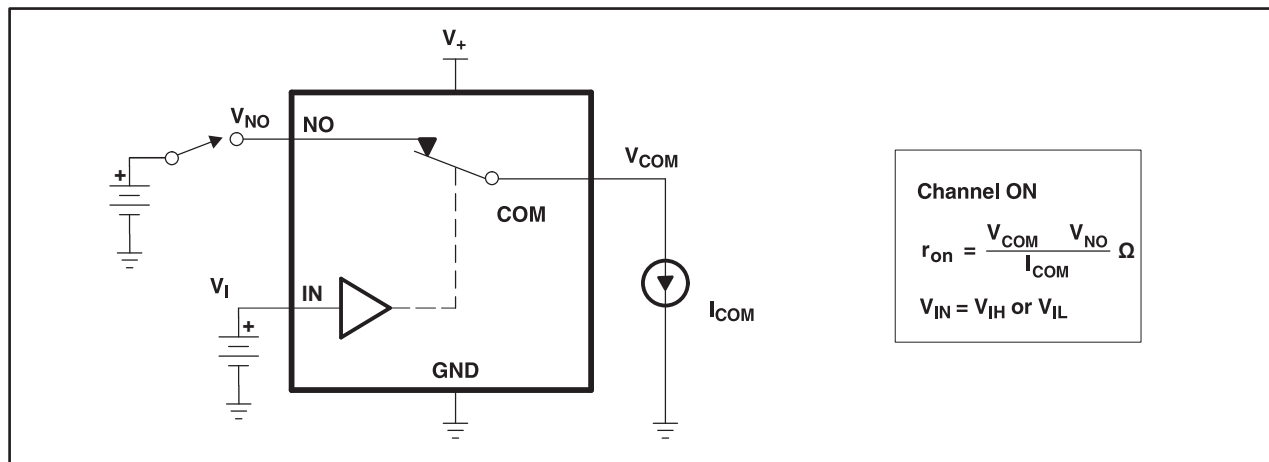 V+
VNO
NO
+
VCOM
COM
VI
IN
+
ICOM
GND
Channel ON
ron = VCOM VNO / ICOM Ω
VIN = VIH or VIL